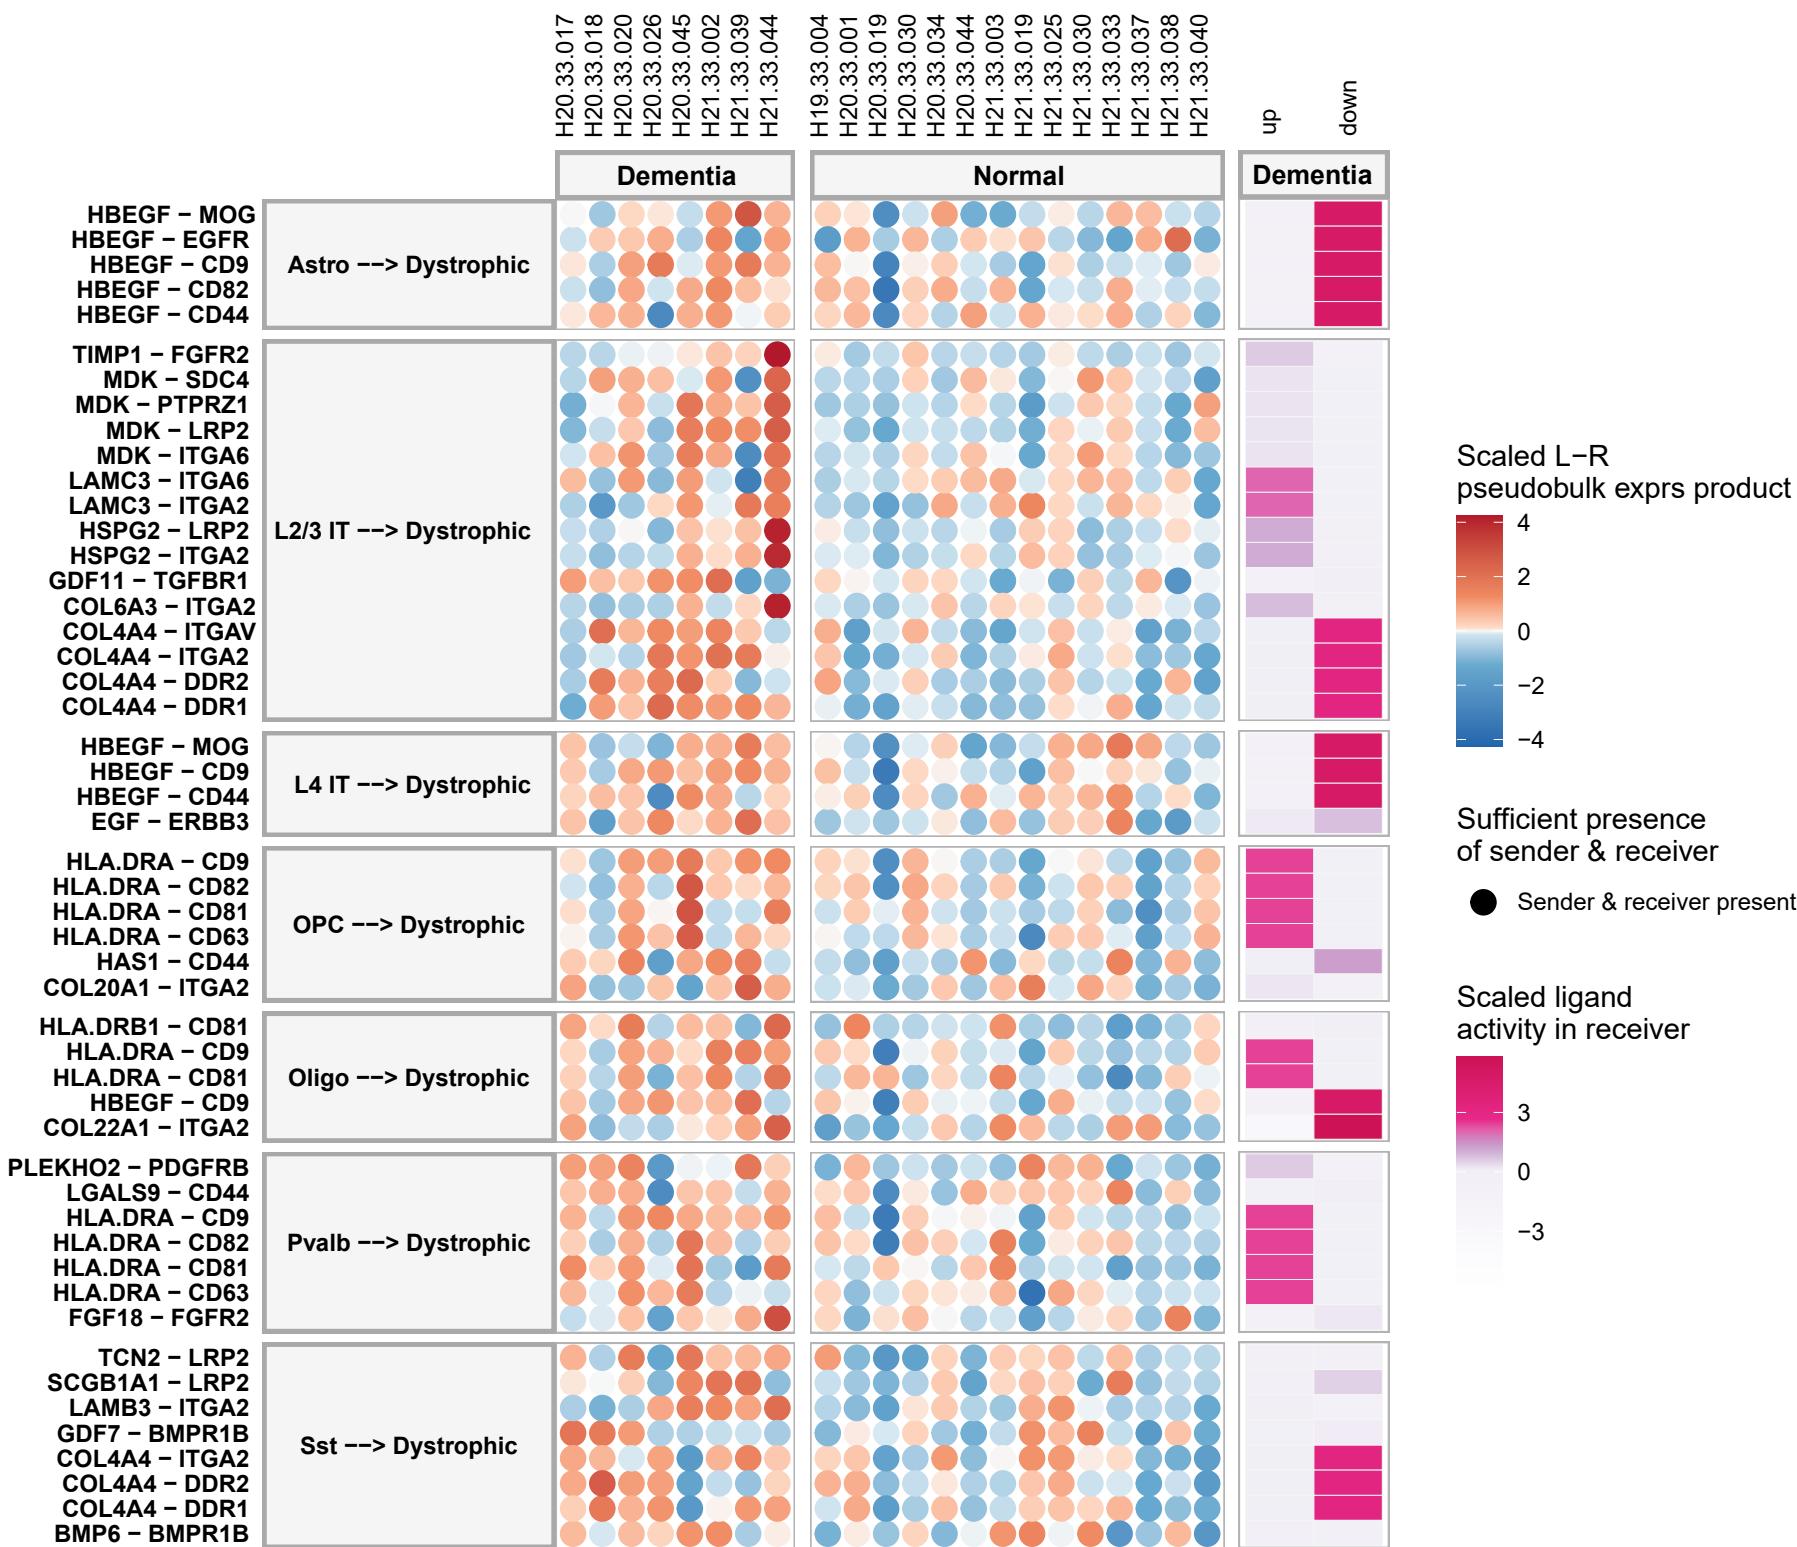 H20.33.017
H20.33.018
H20.33.020
H20.33.026
H20.33.045
H21.33.002
H21.33.039
H21.33.044
H19.33.004
H20.33.001
H20.33.019
H20.33.030
H20.33.034
H20.33.044
H21.33.003
H21.33.019
H21.33.025
H21.33.030
H21.33.033
H21.33.037
H21.33.038
H21.33.040
up
down
Dementia
Normal
Dementia
HBEGF − MOG
HBEGF − EGFR
HBEGF − CD9
HBEGF − CD82
HBEGF − CD44
Astro −−> Dystrophic
TIMP1 − FGFR2
MDK − SDC4
MDK − PTPRZ1
MDK − LRP2
MDK − ITGA6
LAMC3 − ITGA6
LAMC3 − ITGA2
HSPG2 − LRP2
HSPG2 − ITGA2
GDF11 − TGFBR1
COL6A3 − ITGA2
COL4A4 − ITGAV
COL4A4 − ITGA2
COL4A4 − DDR2
COL4A4 − DDR1
L2/3 IT −−> Dystrophic
HBEGF − MOG
HBEGF − CD9
HBEGF − CD44
EGF − ERBB3
L4 IT −−> Dystrophic
HLA.DRA − CD9
HLA.DRA − CD82
HLA.DRA − CD81
HLA.DRA − CD63
HAS1 − CD44
COL20A1 − ITGA2
OPC −−> Dystrophic
HLA.DRB1 − CD81
HLA.DRA − CD9
HLA.DRA − CD81
HBEGF − CD9
COL22A1 − ITGA2
Oligo −−> Dystrophic
PLEKHO2 − PDGFRB
LGALS9 − CD44
HLA.DRA − CD9
HLA.DRA − CD82
HLA.DRA − CD81
HLA.DRA − CD63
FGF18 − FGFR2
Pvalb −−> Dystrophic
TCN2 − LRP2
SCGB1A1 − LRP2
LAMB3 − ITGA2
GDF7 − BMPR1B
COL4A4 − ITGA2
COL4A4 − DDR2
COL4A4 − DDR1
BMP6 − BMPR1B
Sst −−> Dystrophic
Scaled L−R
pseudobulk exprs product
4
2
0
−2
−4
Sufficient presence
of sender & receiver
Sender & receiver present
Scaled ligand
activity in receiver
3
0
−3